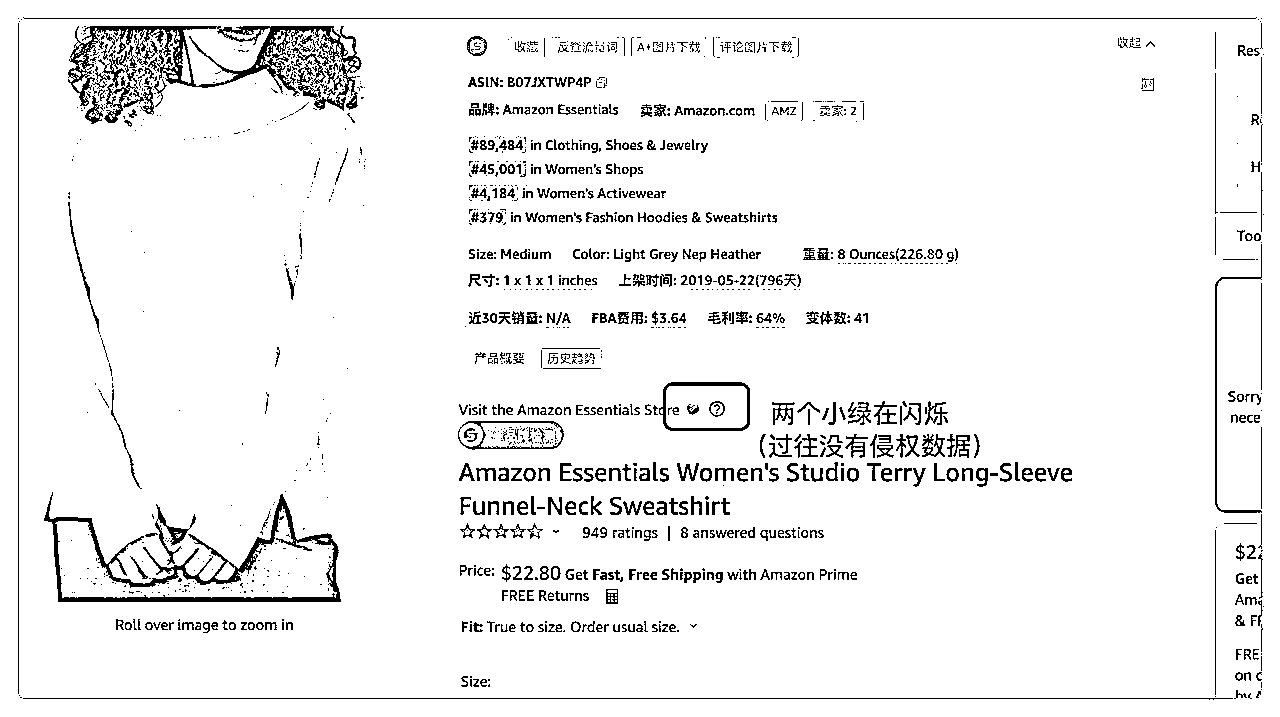 收藏 反查流量词 A+图片下载 评论图片下载 收起
ASIN: B07JXTWP4P
品牌: Amazon Essentials 卖家: Amazon.com AMZ 卖家: 2
#89,484 in Clothing, Shoes & Jewelry
#45,001 in Women's Shops
#4,184 in Women's Activewear
#379 in Women's Fashion Hoodies & Sweatshirts
Size: Medium Color: Light Grey Nep Heather 重量: 8 Ounces(226.80 g)
尺寸: 1 x 1 x 1 inches 上架时间: 2019-05-22(796天)
近30天销量: N/A FBA费用: $3.64 毛利率: 64% 变体数: 41
产品概要 历史趋势
Visit the Amazon Essentials Store
两个小绿在闪烁
(过往没有侵权数据)
Amazon Essentials Women's Studio Terry Long-Sleeve
Funnel-Neck Sweatshirt
949 ratings | 8 answered questions
Price: $22.80 Get Fast, Free Shipping with Amazon Prime
FREE Returns
Fit: True to size. Order usual size.
Size:
Roll over image to zoom in
Res
R
H
Too
Sorry
nece
$22
Get
Ama
& F
FRE
on
by